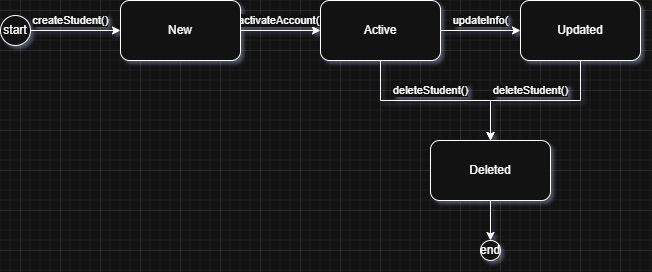 start
createStudent()
New
activateAccount(
Active
updateInfo(
Updated
deleteStudent()
deleteStudent()
Deleted
end